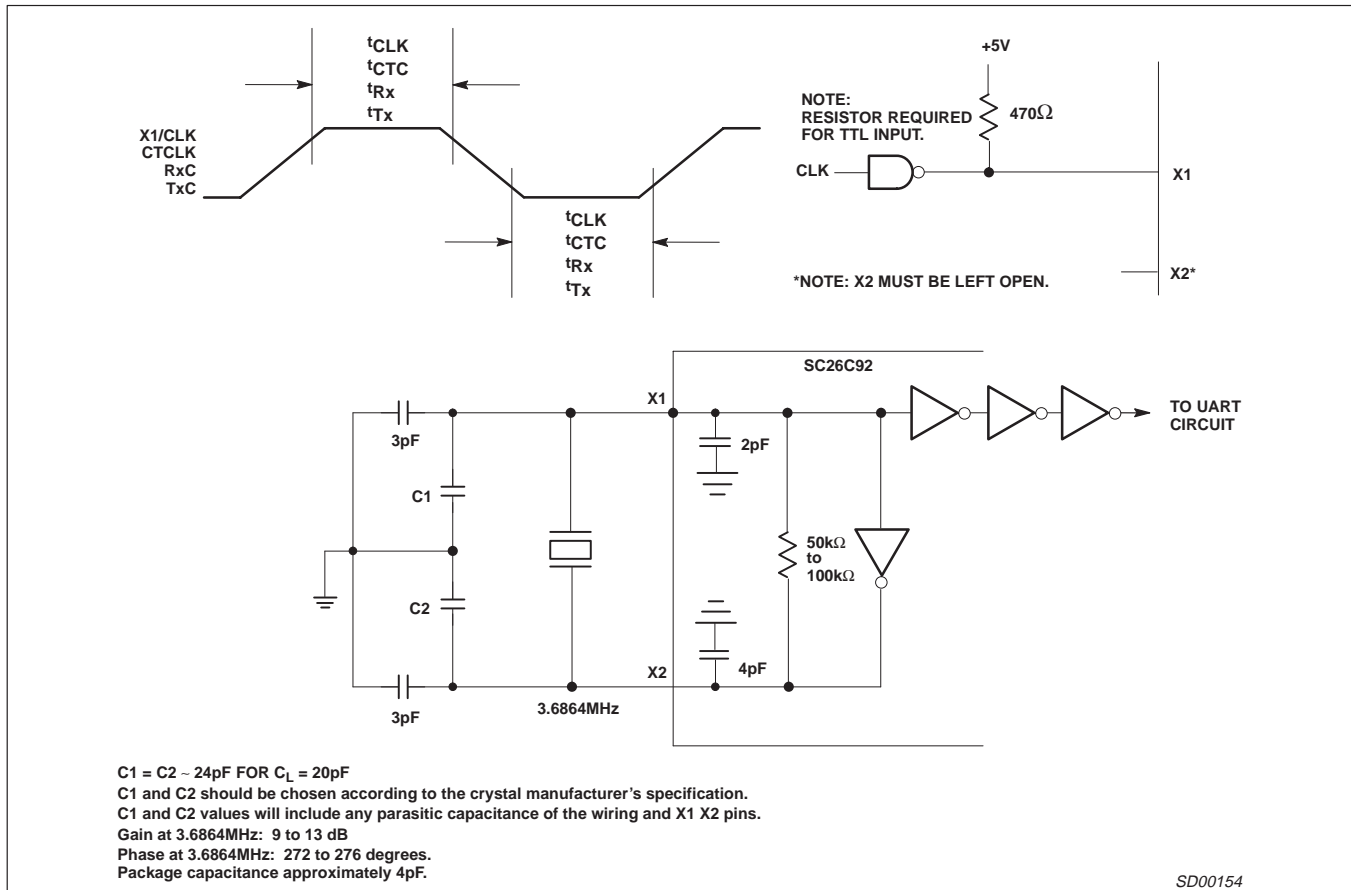 tCLK
tCTC
tRx
tTx
X1/CLK
CTCLK
RxC
TxC
tCLK
tCTC
tRx
tTx
+5V
NOTE:
RESISTOR REQUIRED
FOR TTL INPUT.
470Ω
CLK
X1
*NOTE: X2 MUST BE LEFT OPEN.
X2*
SC26C92
X1
TO UART
CIRCUIT
3pF
2pF
C1
50kΩ
to
100kΩ
C2
4pF
X2
3pF
3.6864MHz
C1 = C2 ~ 24pF FOR CL = 20pF
C1 and C2 should be chosen according to the crystal manufacturer's specification.
C1 and C2 values will include any parasitic capacitance of the wiring and X1 X2 pins.
Gain at 3.6864MHz: 9 to 13 dB
Phase at 3.6864MHz: 272 to 276 degrees.
Package capacitance approximately 4pF.
SD00154